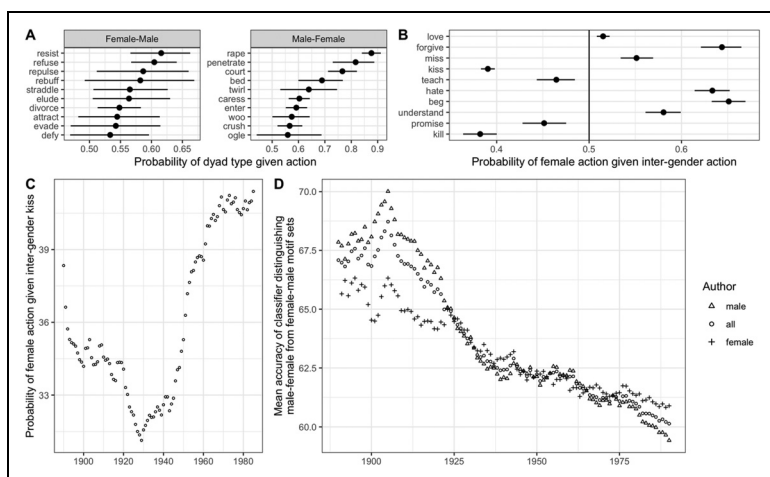 A
Female-Male
resist
refuse
repulse
rebuff
straddle
elude
divorce
attract
evade
defy
0.50 0.55 0.60 0.65
Male-Female
rape
penetrate
court
bed
twirl
caress
enter
woo
crush
ogle
0.5 0.6 0.7 0.8 0.9
Probability of dyad type given action
B
love
forgive
miss
kiss
teach
hate
beg
understand
promise
kill
0.4 0.5 0.6
Probability of female action given inter-gender action
C
Probability of female action given inter-gender kiss
39
36
33
1900 1920 1940 1960 1980
D
Mean accuracy of classifier distinguishing
male-female from female-male motif sets
70.0
67.5
65.0
62.5
60.0
1900 1925 1950 1975
Author
male
all
female